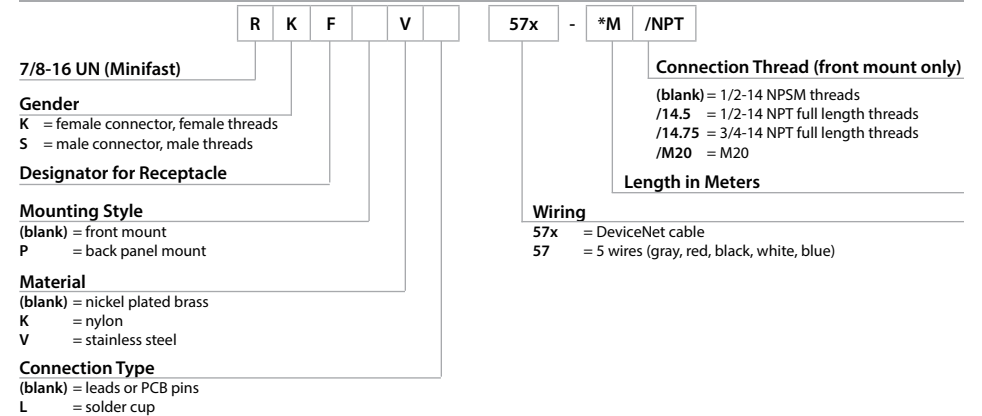 R K F V 57x - *M /NPT
7/8-16 UN (Minifast)
Gender
K = female connector, female threads
S = male connector, male threads
Designator for Receptacle
Mounting Style
(blank) = front mount
P = back panel mount
Material
(blank) = nickel plated brass
K = nylon
V = stainless steel
Connection Type
(blank) = leads or PCB pins
L = solder cup
Connection Thread (front mount only)
(blank) = 1/2-14 NPSM threads
/14.5 = 1/2-14 NPT full length threads
/14.75 = 3/4-14 NPT full length threads
/M20 = M20
Length in Meters
Wiring
57x = DeviceNet cable
57 = 5 wires (gray, red, black, white, blue)